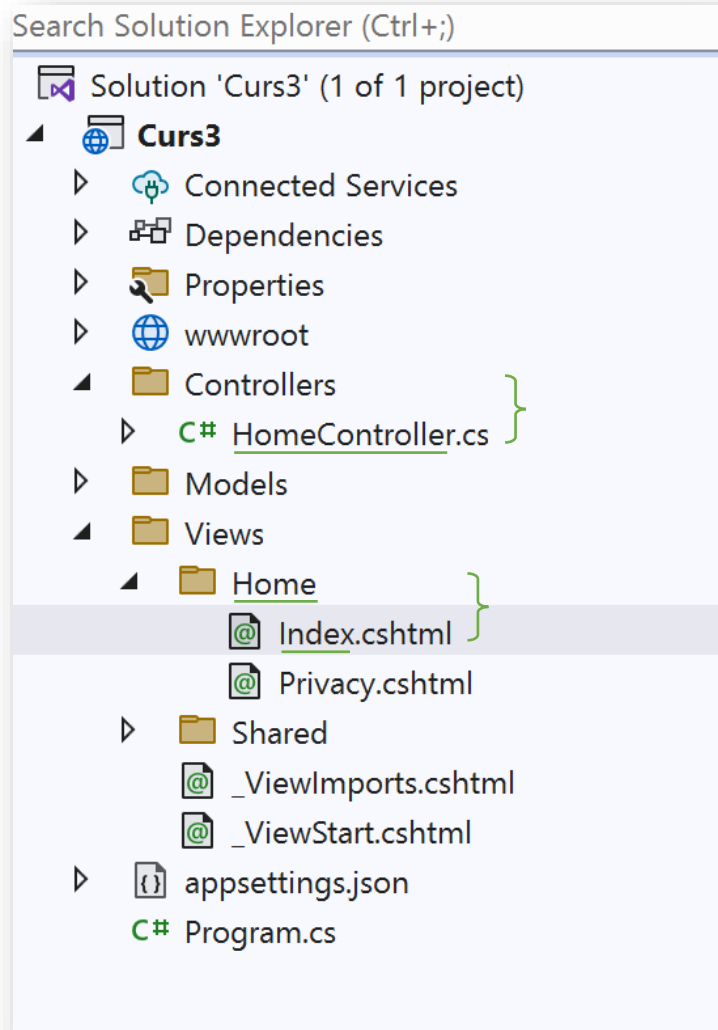 Search Solution Explorer (Ctrl+;)
Solution 'Curs3' (1 of 1 project)
Curs3
Connected Services
Dependencies
Properties
wwwroot
Controllers
C# HomeController.cs
Models
Views
Home
@ Index.cshtml
@ Privacy.cshtml
Shared
@ _ViewImports.cshtml
@ _ViewStart.cshtml
{} appsettings.json
C# Program.cs